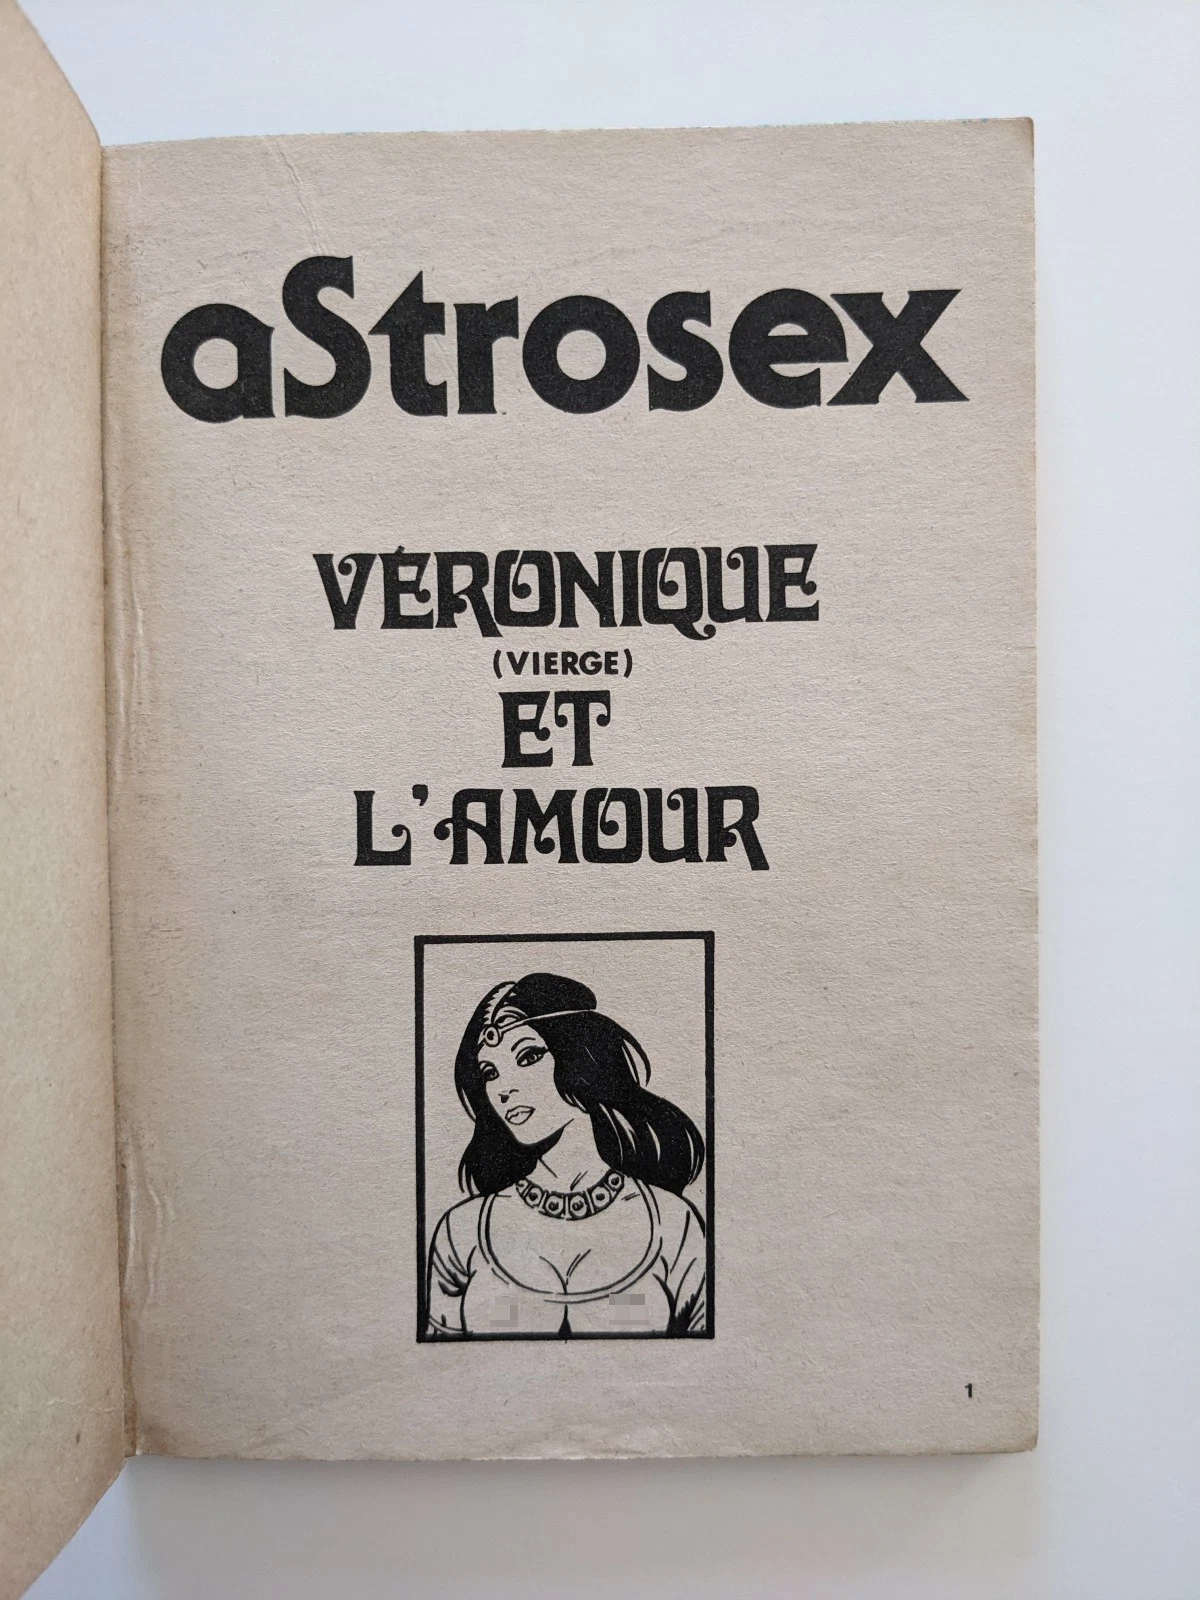 aStrosex
VÉRONIQUE
(VIERGE)
ET
L'AMOUR
1